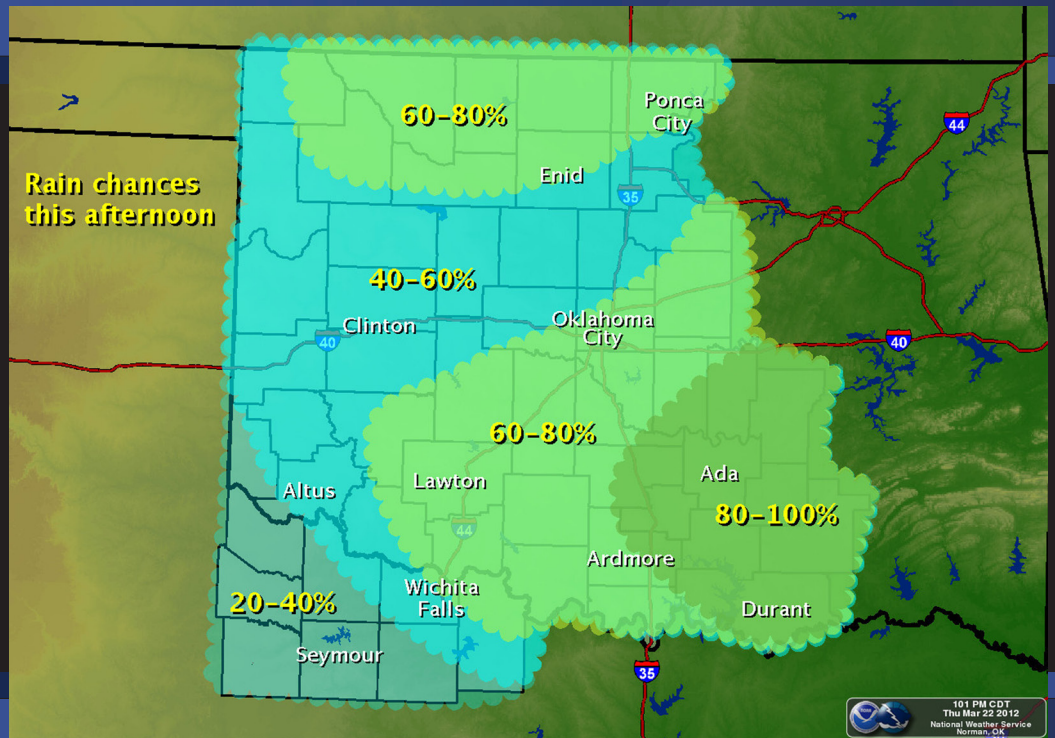 60-80%
Ponca
City
44
Rain chances
this afternoon
Enid
35
40-60%
Clinton
Oklahoma
City
40
40
60-80%
Ada
Lawton
Altus
80-100%
44
Ardmore
Wichita
Falls
20-40%
Durant
Seymour
35
101 PM CDT
Thu Mar 22 2012
National Weather Service
Norman, OK